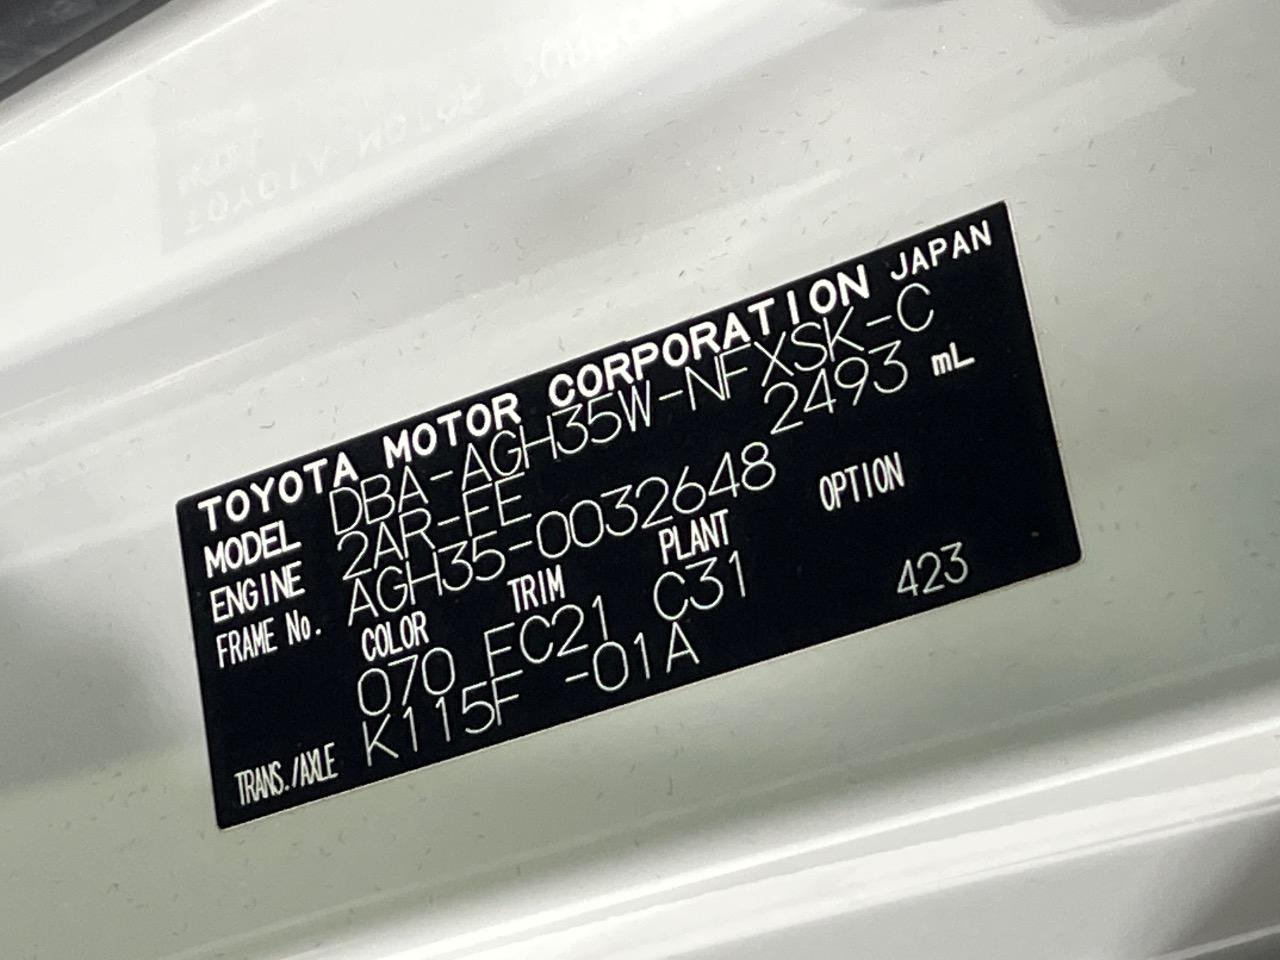 TOYOTA MOTOR CORPORATION JAPAN
MODEL DBA-AGH35W-NFXSK-C
ENGINE 2AR-FE 2493 mL
FRAME No. AGH35-0032648
COLOR TRIM PLANT OPTION
070 FC21 C31 423
TRANS./AXLE K115F -01A